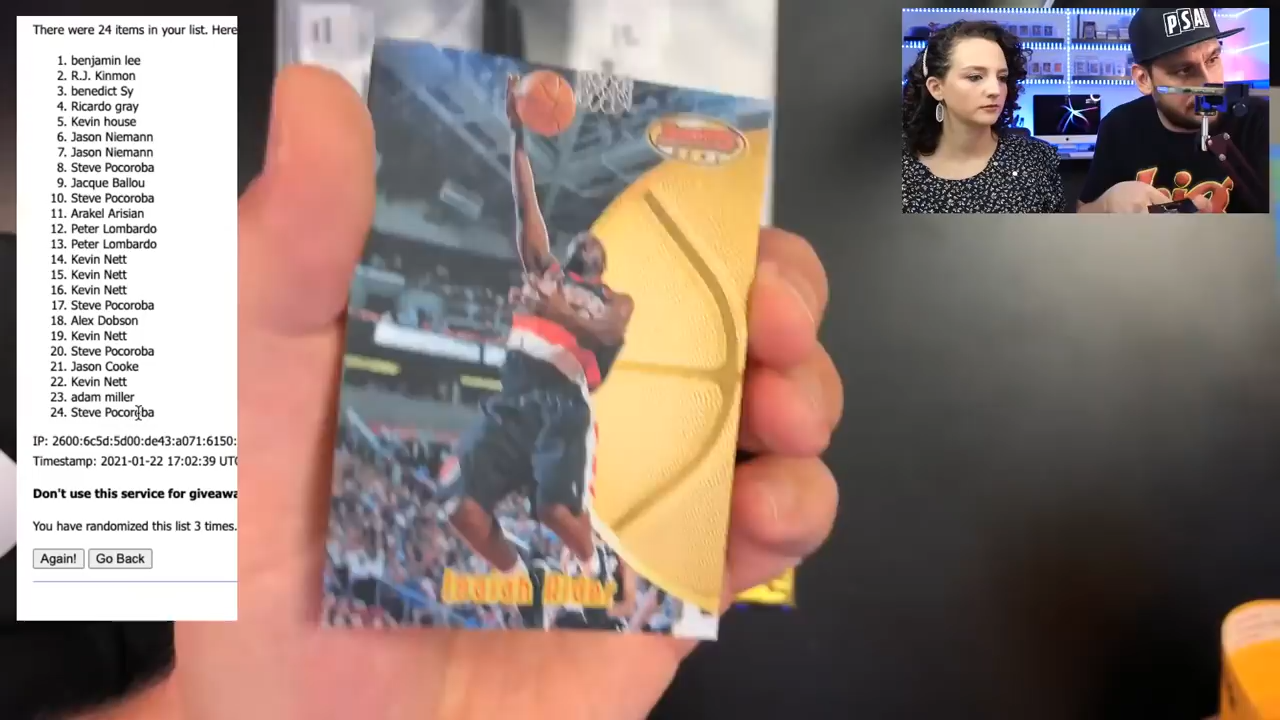 There were 24 items in your list. Here
1. benjamin lee
2. R.J. Kinmon
3. benedict Sy
4. Ricardo gray
5. Kevin house
6. Jason Niemann
7. Jason Niemann
8. Steve Pocoroba
9. Jacque Ballou
10. Steve Pocoroba
11. Arakel Arisian
12. Peter Lombardo
13. Peter Lombardo
14. Kevin Nett
15. Kevin Nett
16. Kevin Nett
17. Steve Pocoroba
18. Alex Dobson
19. Kevin Nett
20. Steve Pocoroba
21. Jason Cooke
22. Kevin Nett
23. adam miller
24. Steve Pocoroba
IP: 2600:6c5d:5d00:de43:a071:6150:
Timestamp: 2021-01-22 17:02:39 UTC
Don't use this service for giveawa
You have randomized this list 3 times.
Again! Go Back
Isaiah Rider
PSA